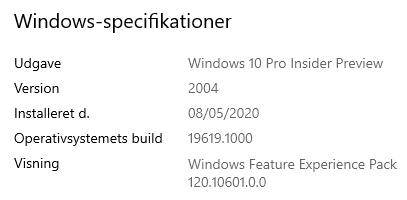 Windows-specifikationer
Udgave Windows 10 Pro Insider Preview
Version 2004
Installeret d. 08/05/2020
Operativsystemets build 19619.1000
Visning Windows Feature Experience Pack
120.10601.0.0